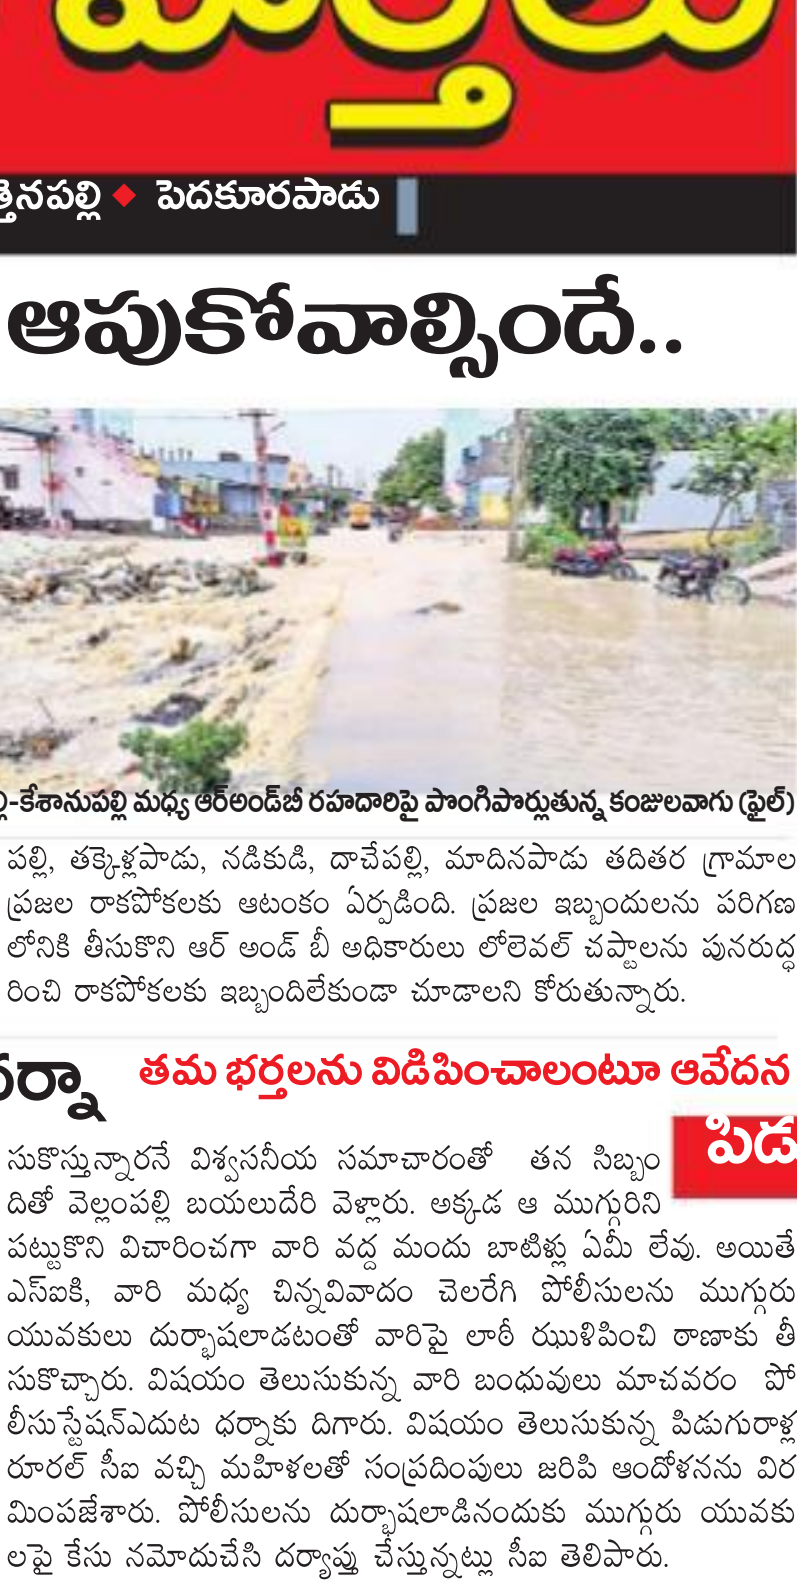 త్తెనపల్లి ◆ పెదకూరపాడు
ఆపుకోవాల్సిందే..
-కేశానుపల్లి మధ్య ఆర్అండ్‌బీ రహదారిపై పొంగిపొర్లుతున్న కంజులవాగు (ఫైల్)
పల్లి, తక్కెళ్లపాడు, నడికుడి, దాచేపల్లి, మాదినపాడు తదితర గ్రామాల
ప్రజల రాకపోకలకు ఆటంకం ఏర్పడింది. ప్రజల ఇబ్బందులను పరిగణ
లోనికి తీసుకొని ఆర్ అండ్ బీ అధికారులు లోలెవల్ చప్టాలను పునరుద్ధ
రించి రాకపోకలకు ఇబ్బందిలేకుండా చూడాలని కోరుతున్నారు.
ర్నా తమ భర్తలను విడిపించాలంటూ ఆవేదన
పిడ
సుకొస్తున్నారనే విశ్వసనీయ సమాచారంతో తన సిబ్బం
దితో వెల్లంపల్లి బయలుదేరి వెళ్లారు. అక్కడ ఆ ముగ్గురిని
పట్టుకొని విచారించగా వారి వద్ద మందు బాటిళ్లు ఏమీ లేవు. అయితే
ఎస్ఐకి, వారి మధ్య చిన్నవివాదం చెలరేగి పోలీసులను ముగ్గురు
యువకులు దుర్భాషలాడటంతో వారిపై లాఠీ ఝుళిపించి ఠాణాకు తీ
సుకొచ్చారు. విషయం తెలుసుకున్న వారి బంధువులు మాచవరం పో
లీసుస్టేషన్‌ఎదుట ధర్నాకు దిగారు. విషయం తెలుసుకున్న పిడుగురాళ్ల
రూరల్ సీఐ వచ్చి మహిళలతో సంప్రదింపులు జరిపి ఆందోళనను విర
మింపజేశారు. పోలీసులను దుర్భాషలాడినందుకు ముగ్గురు యువకు
లపై కేసు నమోదుచేసి దర్యాప్తు చేస్తున్నట్లు సీఐ తెలిపారు.